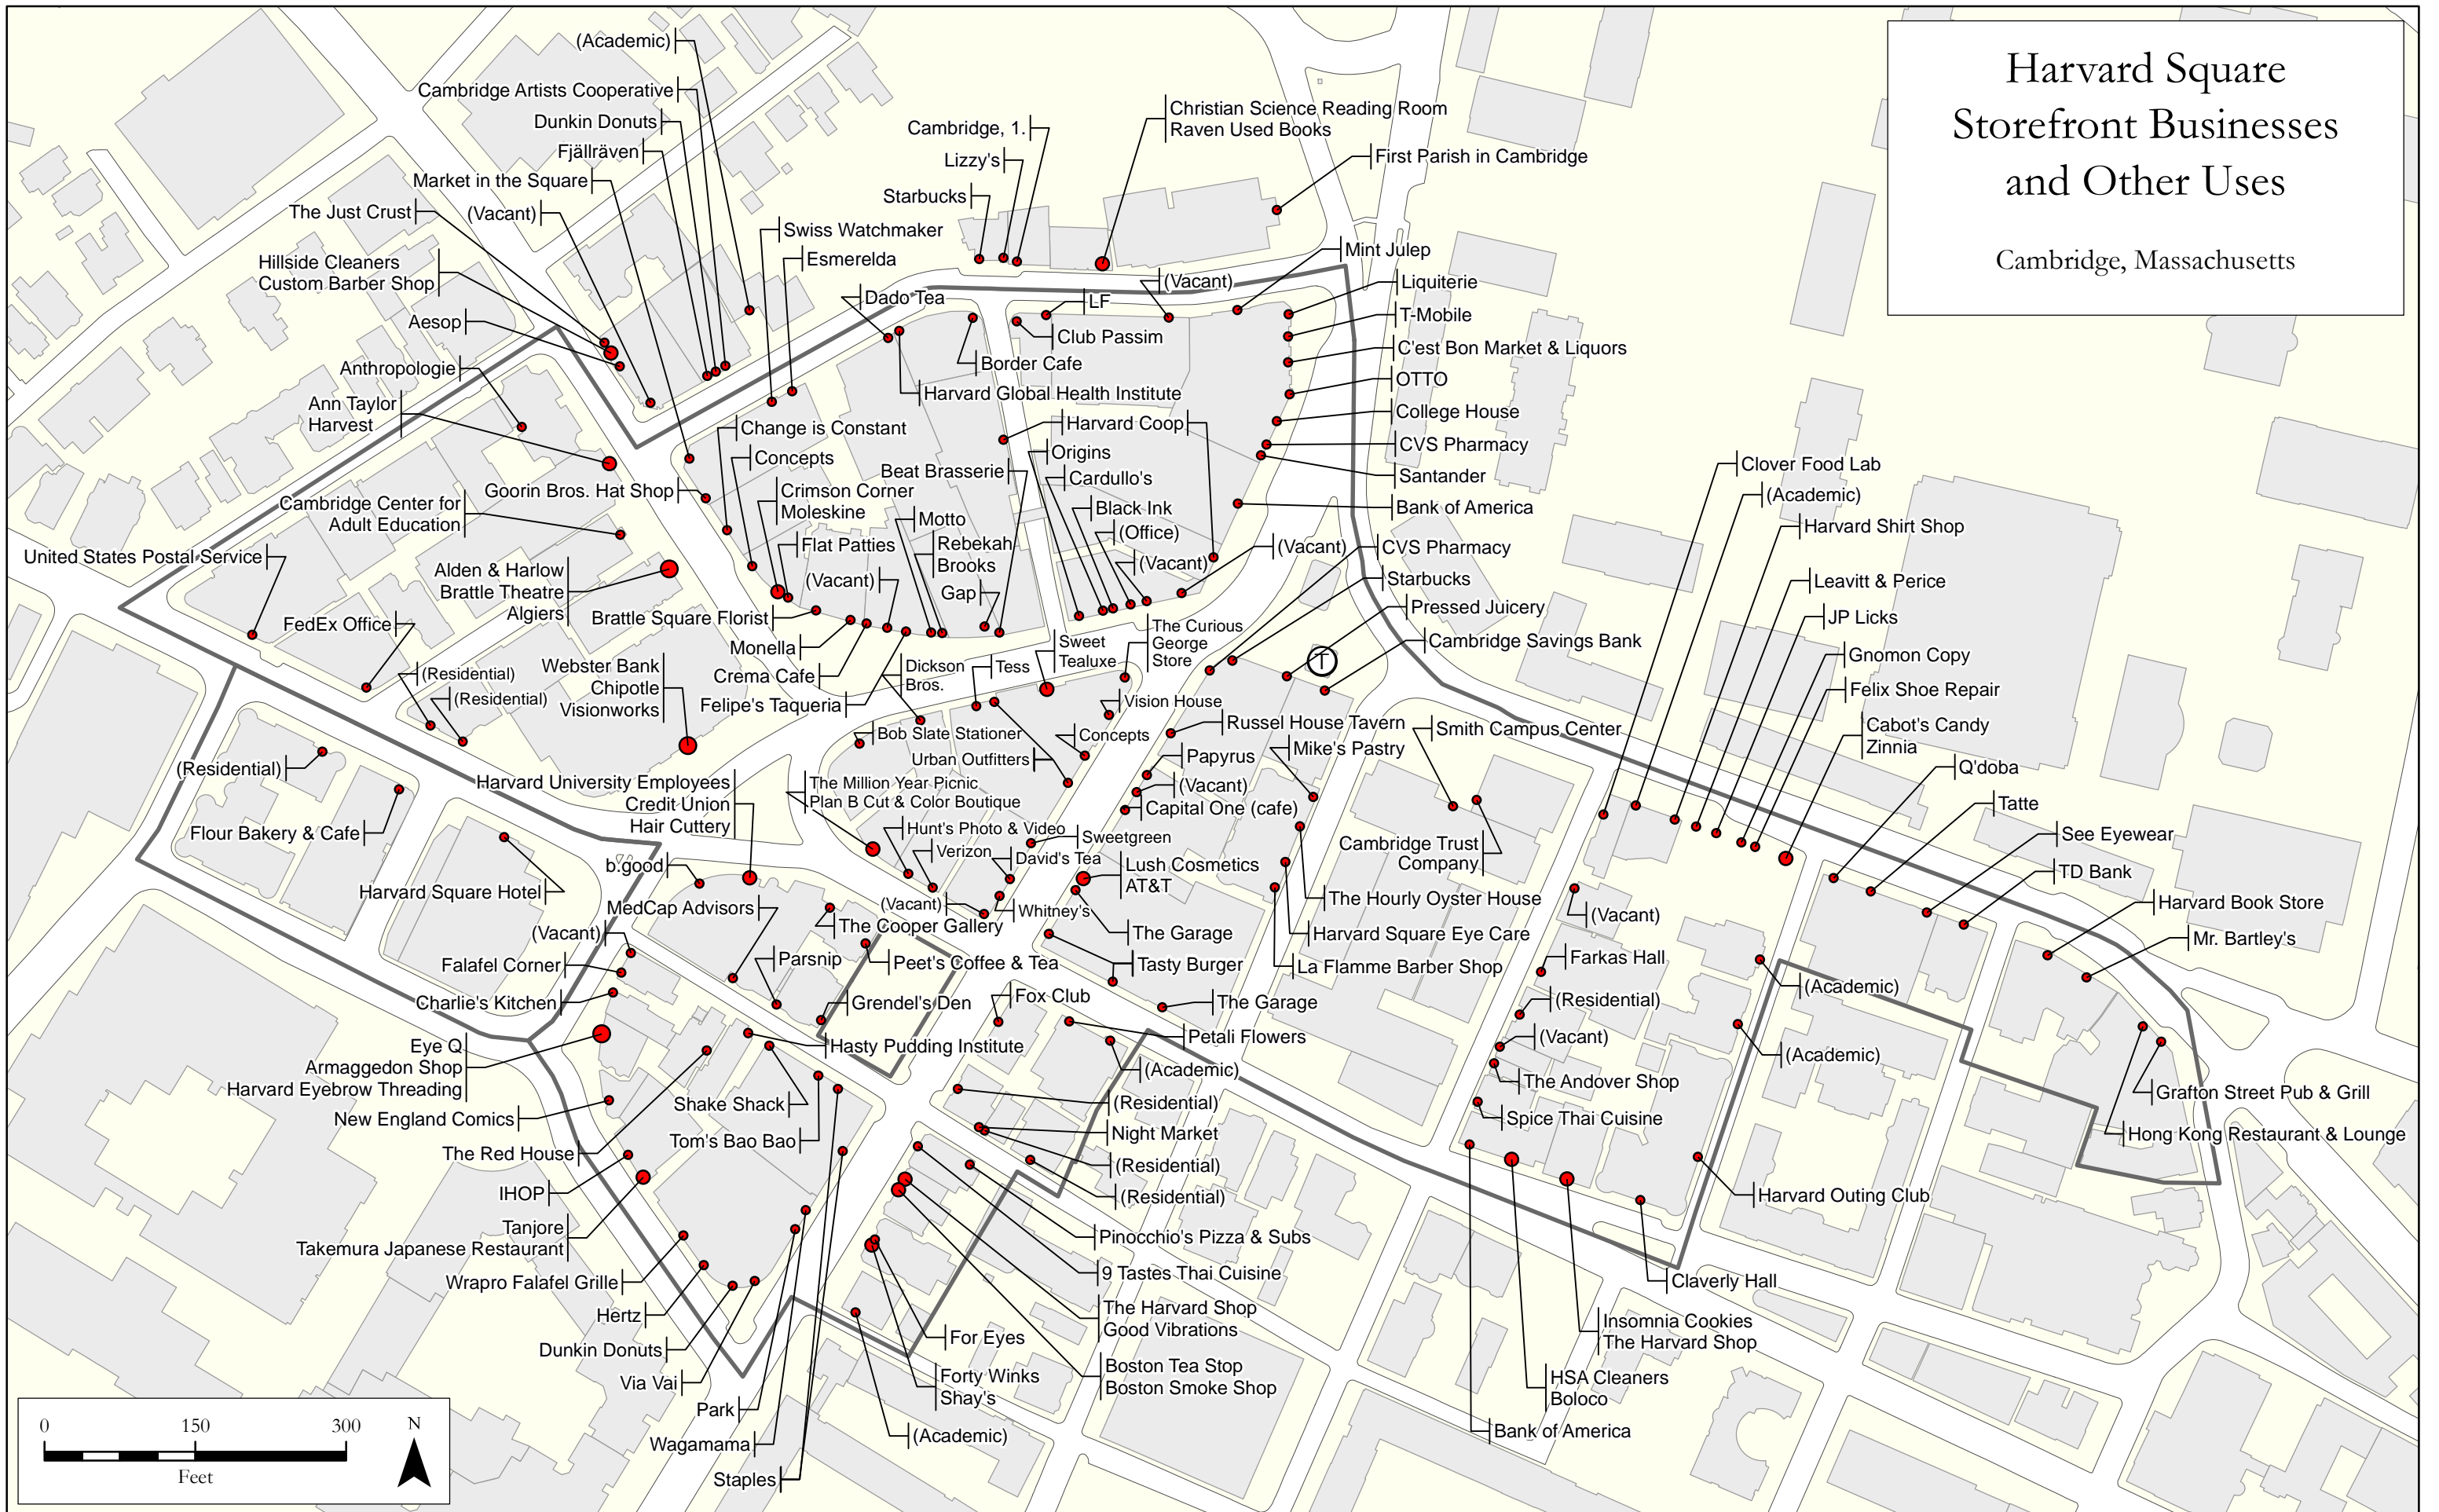 Harvard Square
Storefront Businesses
and Other Uses
Cambridge, Massachusetts
(Academic)
Cambridge Artists Cooperative
Dunkin Donuts
Fjällräven
Market in the Square
The Just Crust
(Vacant)
Hillside Cleaners
Custom Barber Shop
Aesop
Anthropologie
Ann Taylor
Harvest
Cambridge, 1.
Lizzy's
Starbucks
Christian Science Reading Room
Raven Used Books
First Parish in Cambridge
Swiss Watchmaker
Esmerelda
Dado Tea
LF
Club Passim
(Vacant)
Mint Julep
Liquiterie
T-Mobile
C'est Bon Market & Liquors
OTTO
College House
CVS Pharmacy
Santander
Bank of America
Border Cafe
Harvard Global Health Institute
Harvard Coop
Change is Constant
Concepts
Origins
Beat Brasserie
Cardullo's
Goorin Bros. Hat Shop
Crimson Corner
Moleskine
Black Ink
Motto
(Office)
Cambridge Center for
Adult Education
Flat Patties
Rebekah
Brooks
(Vacant)
(Vacant)
(Vacant)
Gap
CVS Pharmacy
Starbucks
Pressed Juicery
Cambridge Savings Bank
T
United States Postal Service
Alden & Harlow
Brattle Theatre
Algiers
FedEx Office
Brattle Square Florist
Monella
Crema Cafe
Felipe's Taqueria
Dickson
Bros.
Tess
Sweet
Tealuxe
The Curious
George
Store
(Residential)
(Residential)
Webster Bank
Chipotle
Visionworks
Vision House
Bob Slate Stationer
Urban Outfitters
Concepts
Russel House Tavern
Mike's Pastry
Papyrus
(Vacant)
Capital One (cafe)
Smith Campus Center
Clover Food Lab
(Academic)
Harvard Shirt Shop
Leavitt & Perice
JP Licks
Gnomon Copy
Felix Shoe Repair
Cabot's Candy
Zinnia
Q'doba
Tatte
See Eyewear
TD Bank
Harvard Book Store
Mr. Bartley's
(Residential)
Flour Bakery & Cafe
Harvard Square Hotel
Harvard University Employees
Credit Union
Hair Cuttery
The Million Year Picnic
Plan B Cut & Color Boutique
Hunt's Photo & Video
Verizon
David's Tea
Sweetgreen
Lush Cosmetics
AT&T
Cambridge Trust
Company
b.good
MedCap Advisors
(Vacant)
Whitney's
The Cooper Gallery
The Garage
The Hourly Oyster House
Harvard Square Eye Care
La Flamme Barber Shop
(Vacant)
Farkas Hall
(Residential)
(Vacant)
The Andover Shop
Spice Thai Cuisine
(Academic)
(Academic)
(Vacant)
Falafel Corner
Charlie's Kitchen
Parsnip
Peet's Coffee & Tea
Grendel's Den
Tasty Burger
Fox Club
The Garage
Petali Flowers
Hasty Pudding Institute
Eye Q
Armaggedon Shop
Harvard Eyebrow Threading
New England Comics
The Red House
Shake Shack
Tom's Bao Bao
(Academic)
(Residential)
Night Market
(Residential)
(Residential)
Grafton Street Pub & Grill
Hong Kong Restaurant & Lounge
Harvard Outing Club
IHOP
Tanjore
Takemura Japanese Restaurant
Wrapro Falafel Grille
Hertz
Dunkin Donuts
Via Vai
Park
Wagamama
Staples
Pinocchio's Pizza & Subs
9 Tastes Thai Cuisine
The Harvard Shop
Good Vibrations
For Eyes
Forty Winks
Shay's
Boston Tea Stop
Boston Smoke Shop
(Academic)
Claverly Hall
Insomnia Cookies
The Harvard Shop
HSA Cleaners
Boloco
Bank of America
0 150 300
Feet
N